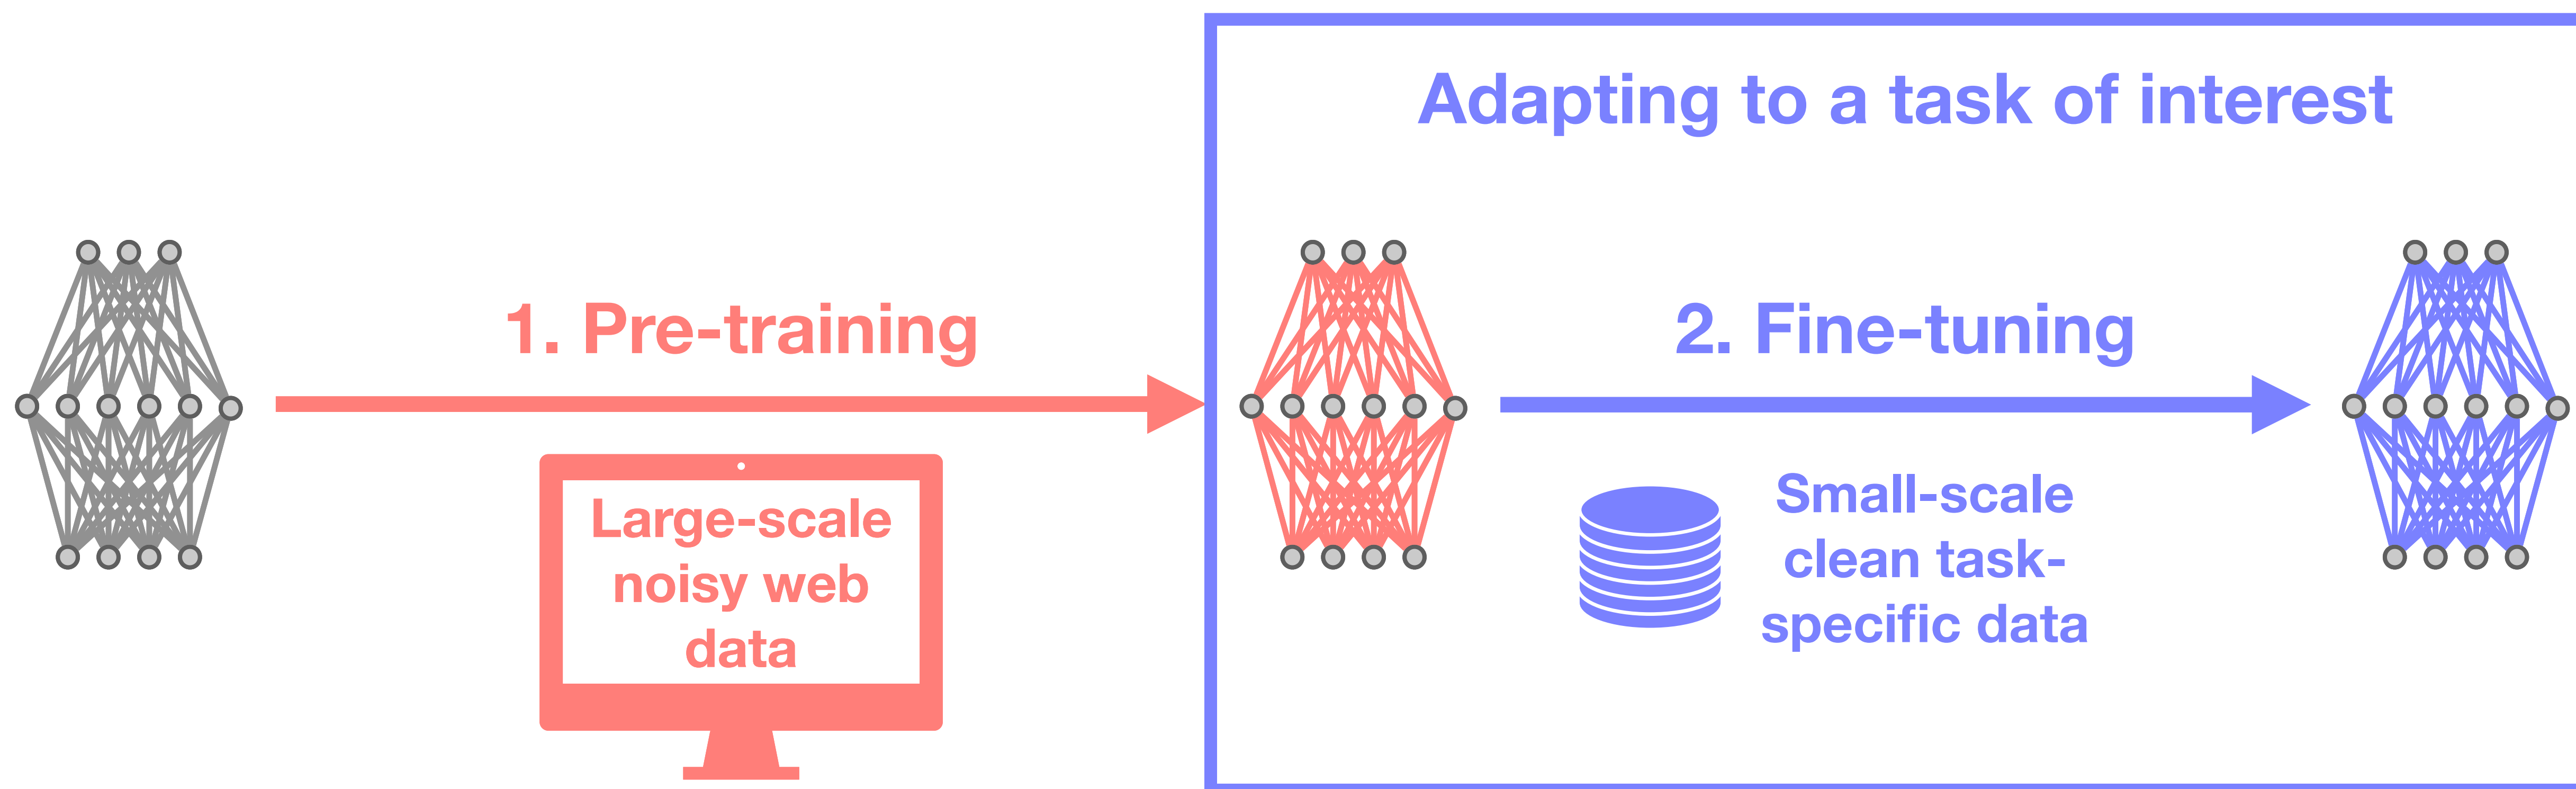 Adapting to a task of interest
1. Pre-training
Large-scale
noisy web
data
2. Fine-tuning
Small-scale
clean task-
specific data